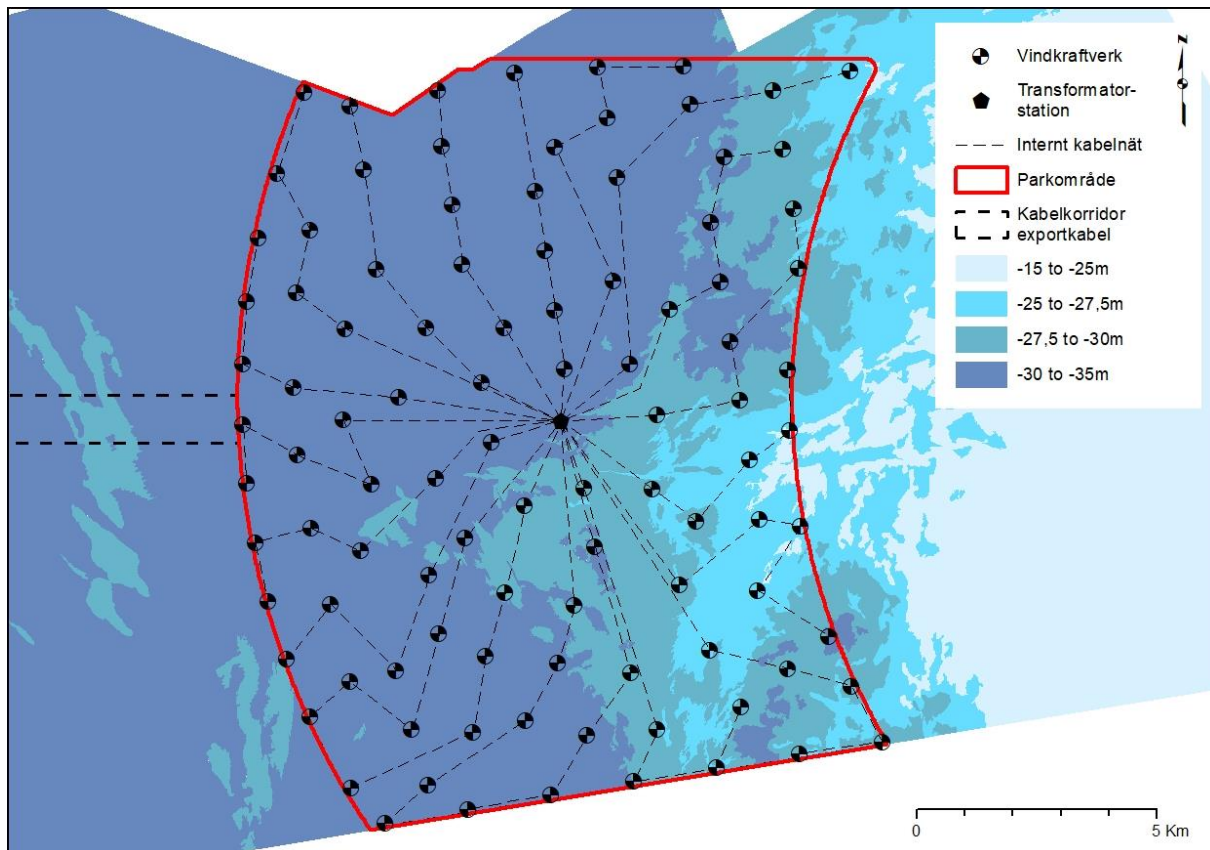 N
Vindkraftverk
Transformator-
station
Internt kabelnät
Parkområde
Kabelkorridor
exportkabel
-15 to -25m
-25 to -27,5m
-27,5 to -30m
-30 to -35m
0 5 Km